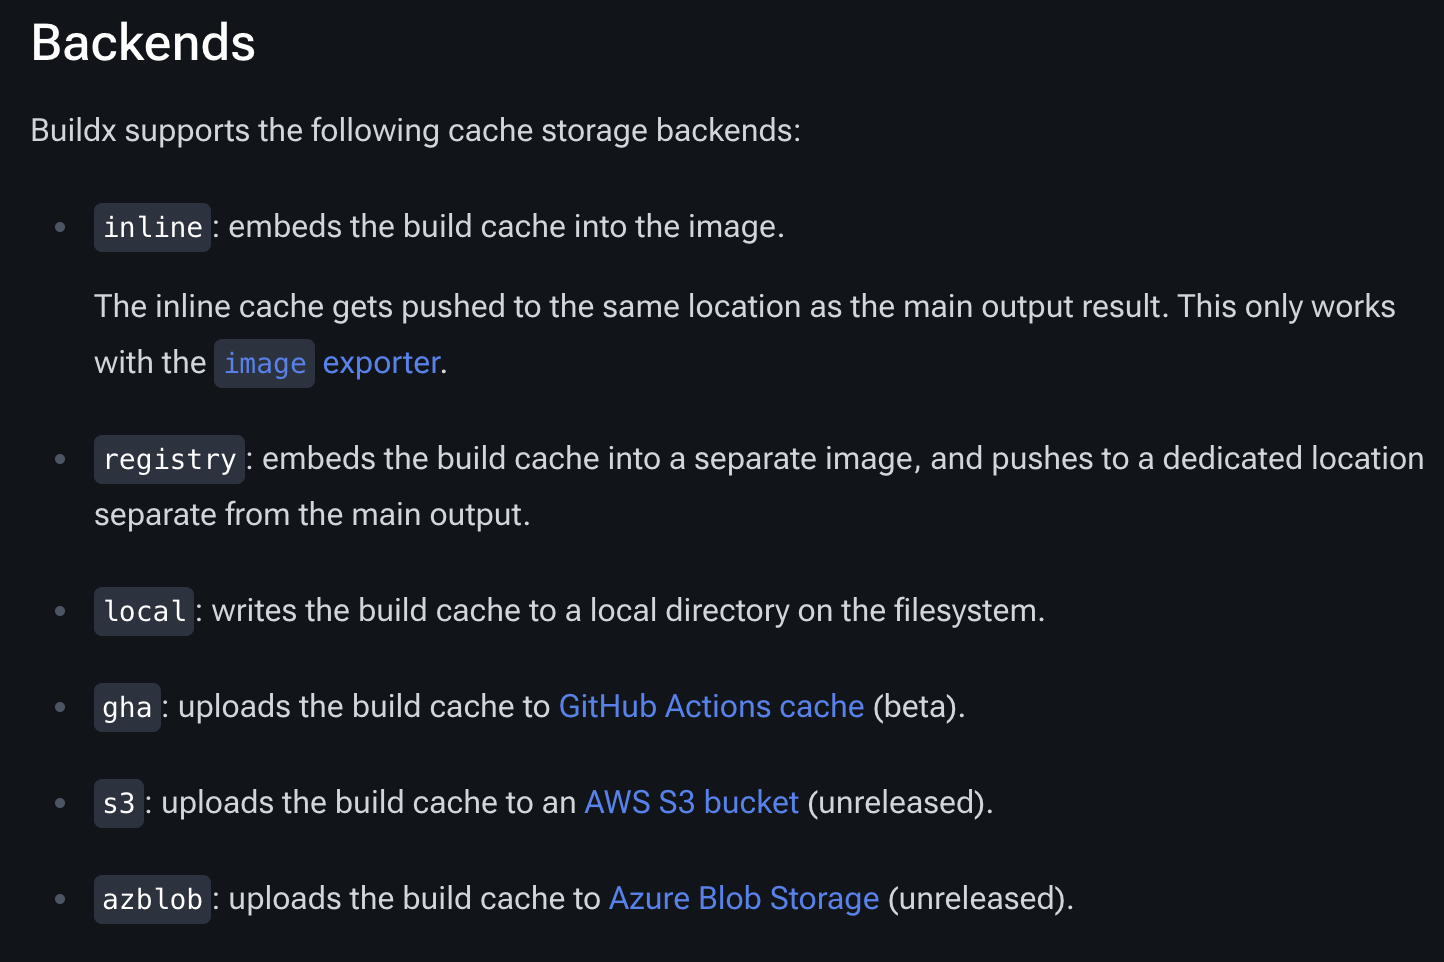 Backends
Buildx supports the following cache storage backends:
• inline: embeds the build cache into the image.
The inline cache gets pushed to the same location as the main output result. This only works
with the image exporter.
• registry: embeds the build cache into a separate image, and pushes to a dedicated location
separate from the main output.
• local: writes the build cache to a local directory on the filesystem.
• gha: uploads the build cache to GitHub Actions cache (beta).
• s3: uploads the build cache to an AWS S3 bucket (unreleased).
• azblob: uploads the build cache to Azure Blob Storage (unreleased).